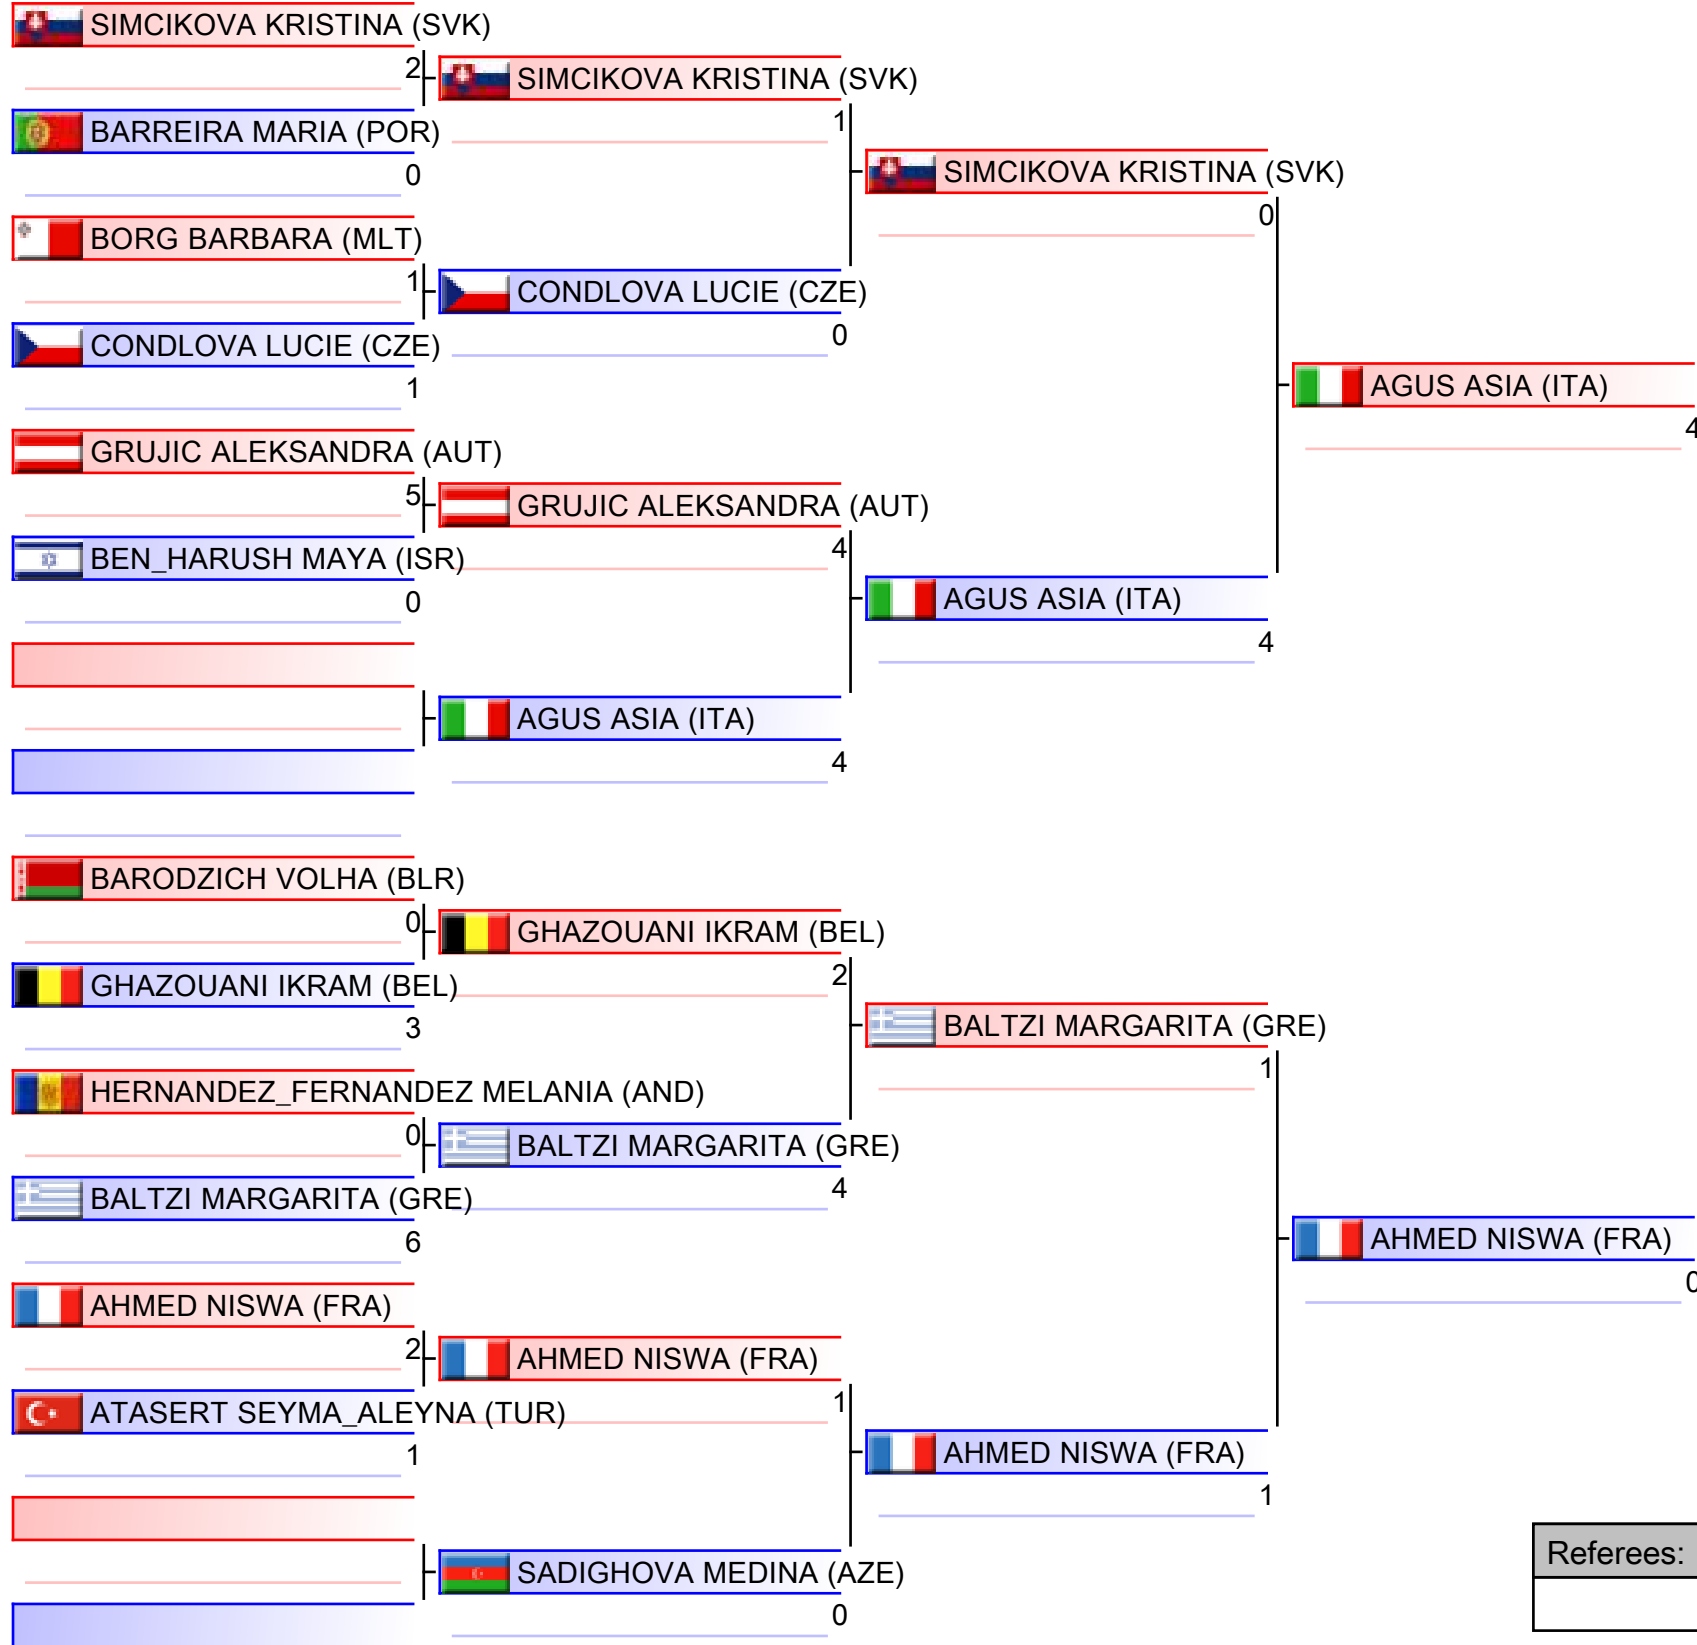 SIMCIKOVA KRISTINA (SVK)
2
BARREIRA MARIA (POR)
0
BORG BARBARA (MLT)
1
CONDLOVA LUCIE (CZE)
1
GRUJIC ALEKSANDRA (AUT)
5
BEN_HARUSH MAYA (ISR)
0
BARODZICH VOLHA (BLR)
0
GHAZOUANI IKRAM (BEL)
3
HERNANDEZ_FERNANDEZ MELANIA (AND)
0
BALTZI MARGARITA (GRE)
6
AHMED NISWA (FRA)
2
ATASERT SEYMA_ALEYNA (TUR)
1
SIMCIKOVA KRISTINA (SVK)
1
CONDLOVA LUCIE (CZE)
0
GRUJIC ALEKSANDRA (AUT)
4
AGUS ASIA (ITA)
4
GHAZOUANI IKRAM (BEL)
2
BALTZI MARGARITA (GRE)
4
AHMED NISWA (FRA)
1
SADIGHOVA MEDINA (AZE)
0
SIMCIKOVA KRISTINA (SVK)
0
AGUS ASIA (ITA)
4
BALTZI MARGARITA (GRE)
1
AHMED NISWA (FRA)
1
AGUS ASIA (ITA)
4
AHMED NISWA (FRA)
0
Referees: